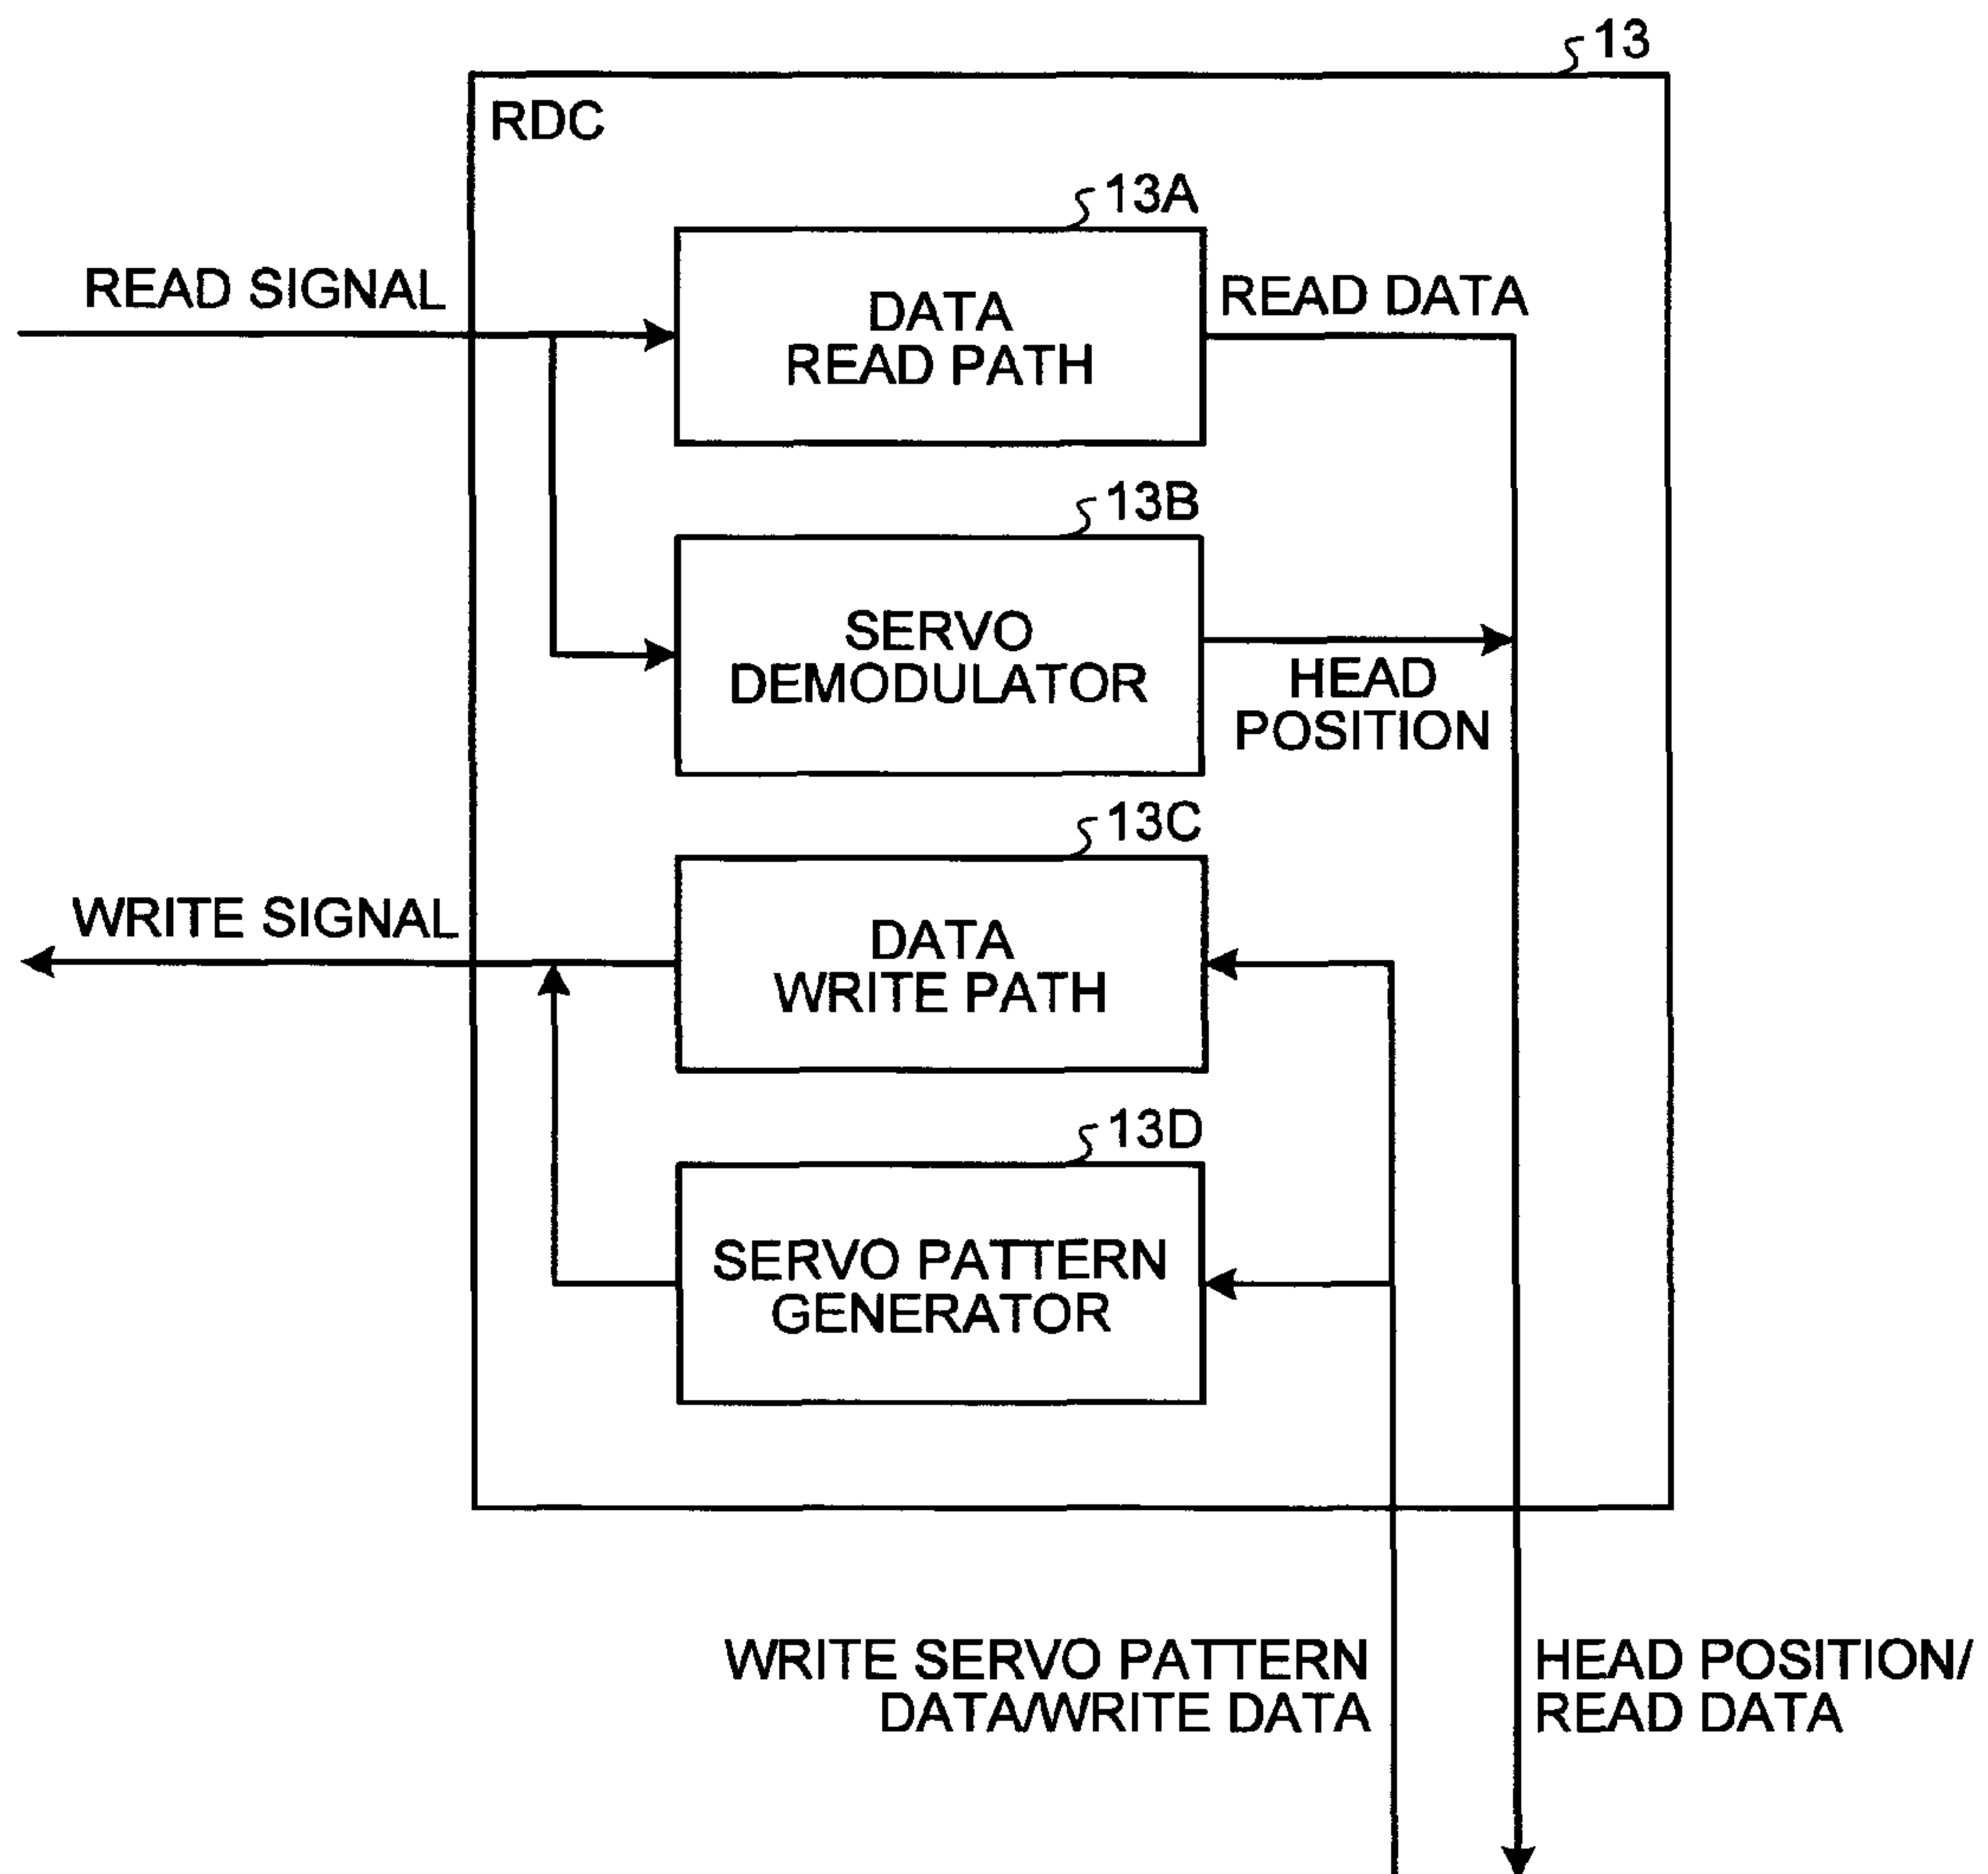 13
RDC
13A
READ SIGNAL
DATA
READ PATH
READ DATA
13B
SERVO
DEMODULATOR
HEAD
POSITION
13C
WRITE SIGNAL
DATA
WRITE PATH
13D
SERVO PATTERN
GENERATOR
WRITE SERVO PATTERN
DATA/WRITE DATA
HEAD POSITION/
READ DATA